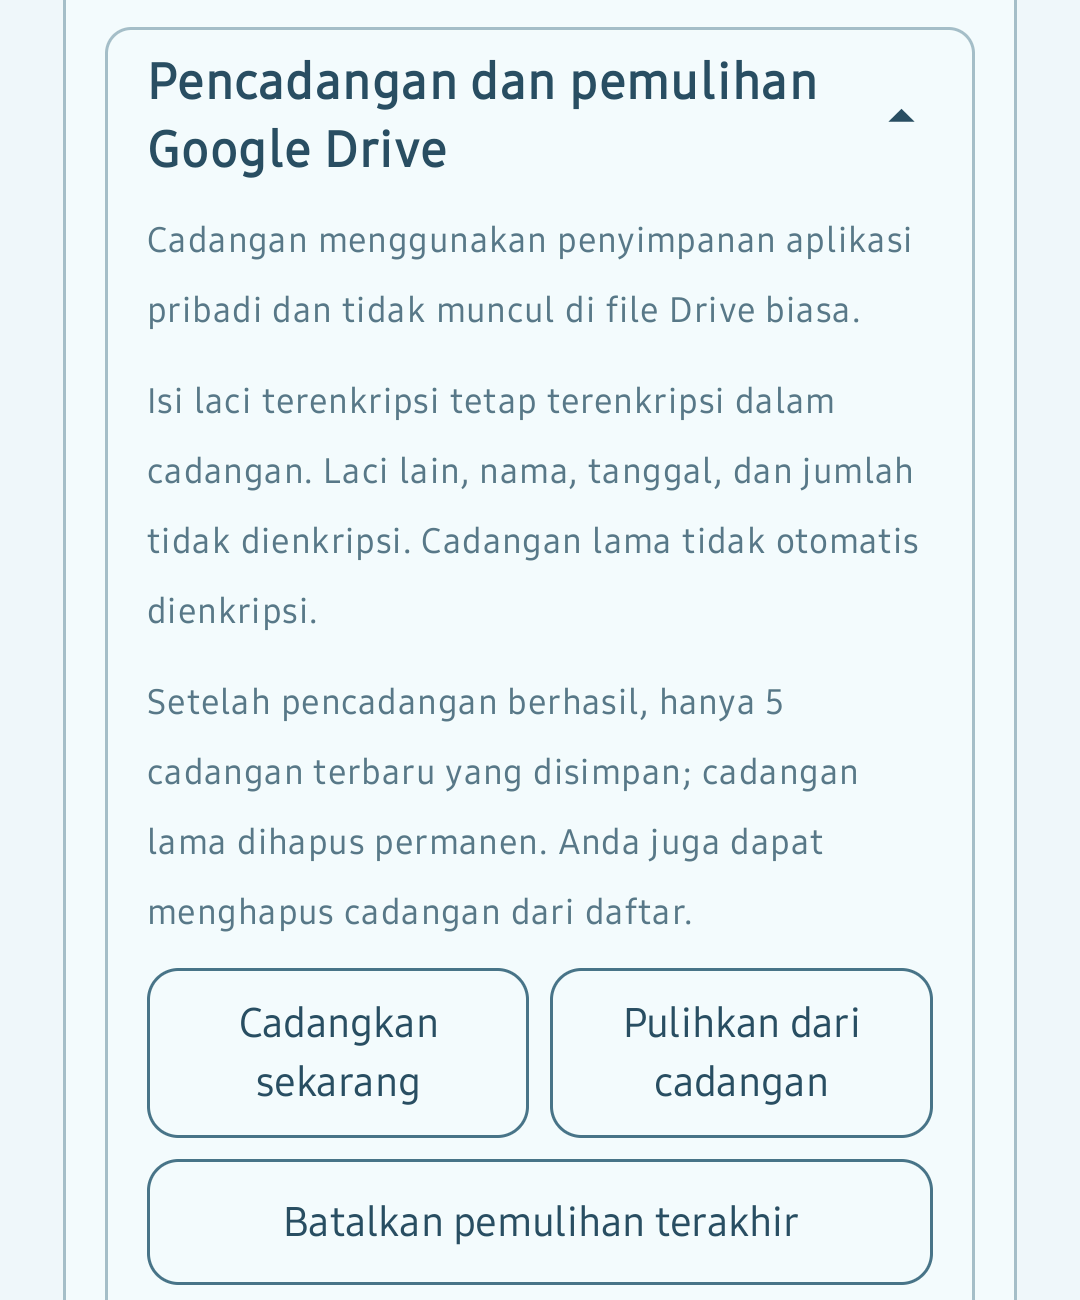 Pencadangan dan pemulihan
Google Drive
Cadangan menggunakan penyimpanan aplikasi
pribadi dan tidak muncul di file Drive biasa.
Isi laci terenkripsi tetap terenkripsi dalam
cadangan. Laci lain, nama, tanggal, dan jumlah
tidak dienkripsi. Cadangan lama tidak otomatis
dienkripsi.
Setelah pencadangan berhasil, hanya 5
cadangan terbaru yang disimpan; cadangan
lama dihapus permanen. Anda juga dapat
menghapus cadangan dari daftar.
Cadangkan
sekarang
Pulihkan dari
cadangan
Batalkan pemulihan terakhir